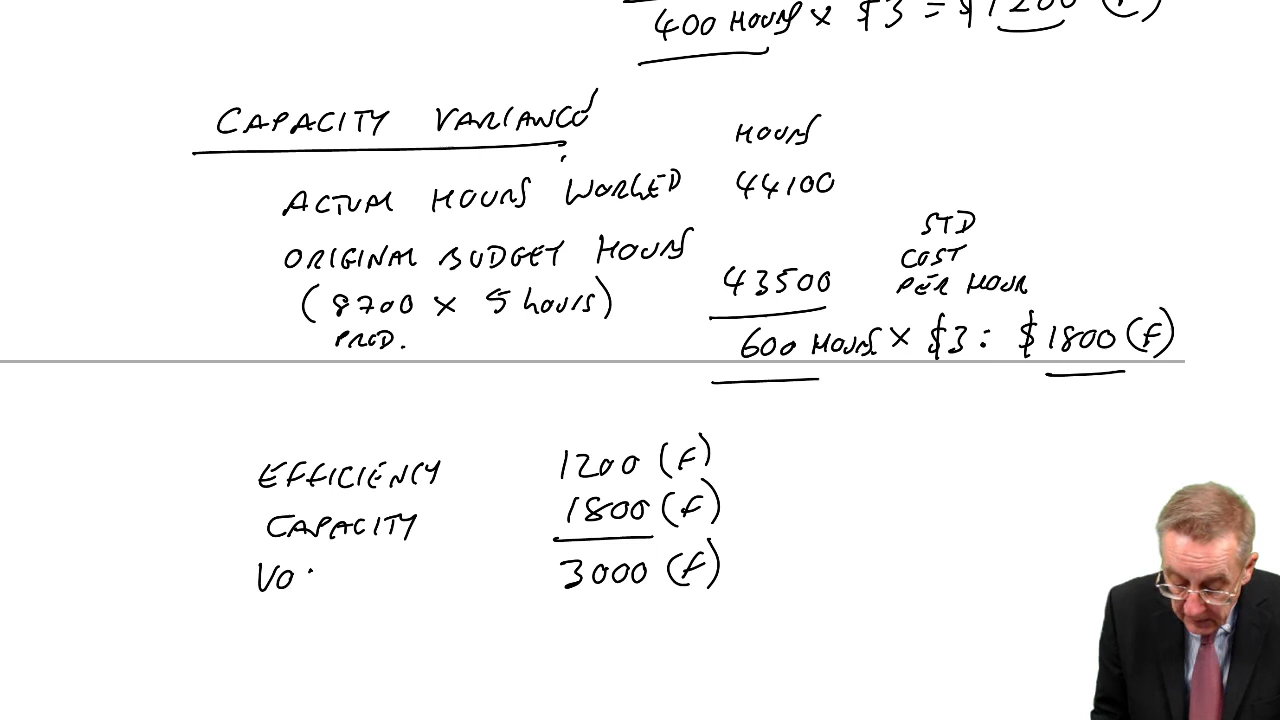 400 HOURS × $3 = $1200 (F)
CAPACITY VARIANCE
HOURS
ACTUAL HOURS WORKED 44100
ORIGINAL BUDGET HOURS
(8700 × 5 hours) 43500
PROD.
STD
COST
PER HOUR
600 HOURS × $3 : $1800 (F)
EFFICIENCY 1200 (F)
CAPACITY 1800 (F)
VO 3000 (F)